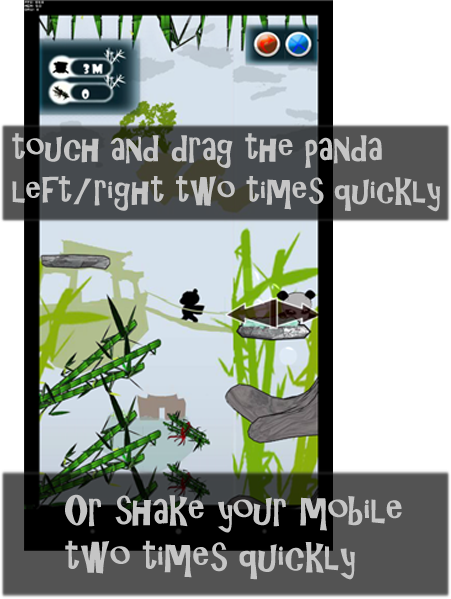 3M
0
touch and drag the panda
left/right two times quickly
Or shake your mobile
two times quickly